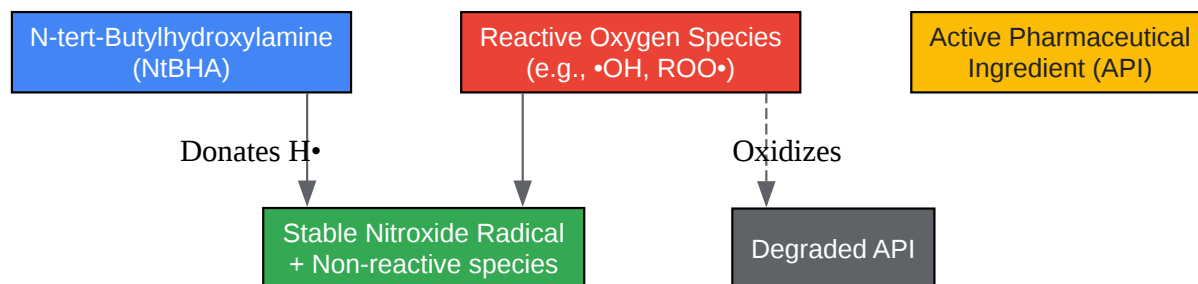 N-tert-Butylhydroxylamine
(NtBHA)
Reactive Oxygen Species
(e.g., •OH, ROO•)
Active Pharmaceutical
Ingredient (API)
Donates H•
Oxidizes
Stable Nitroxide Radical
+ Non-reactive species
Degraded API